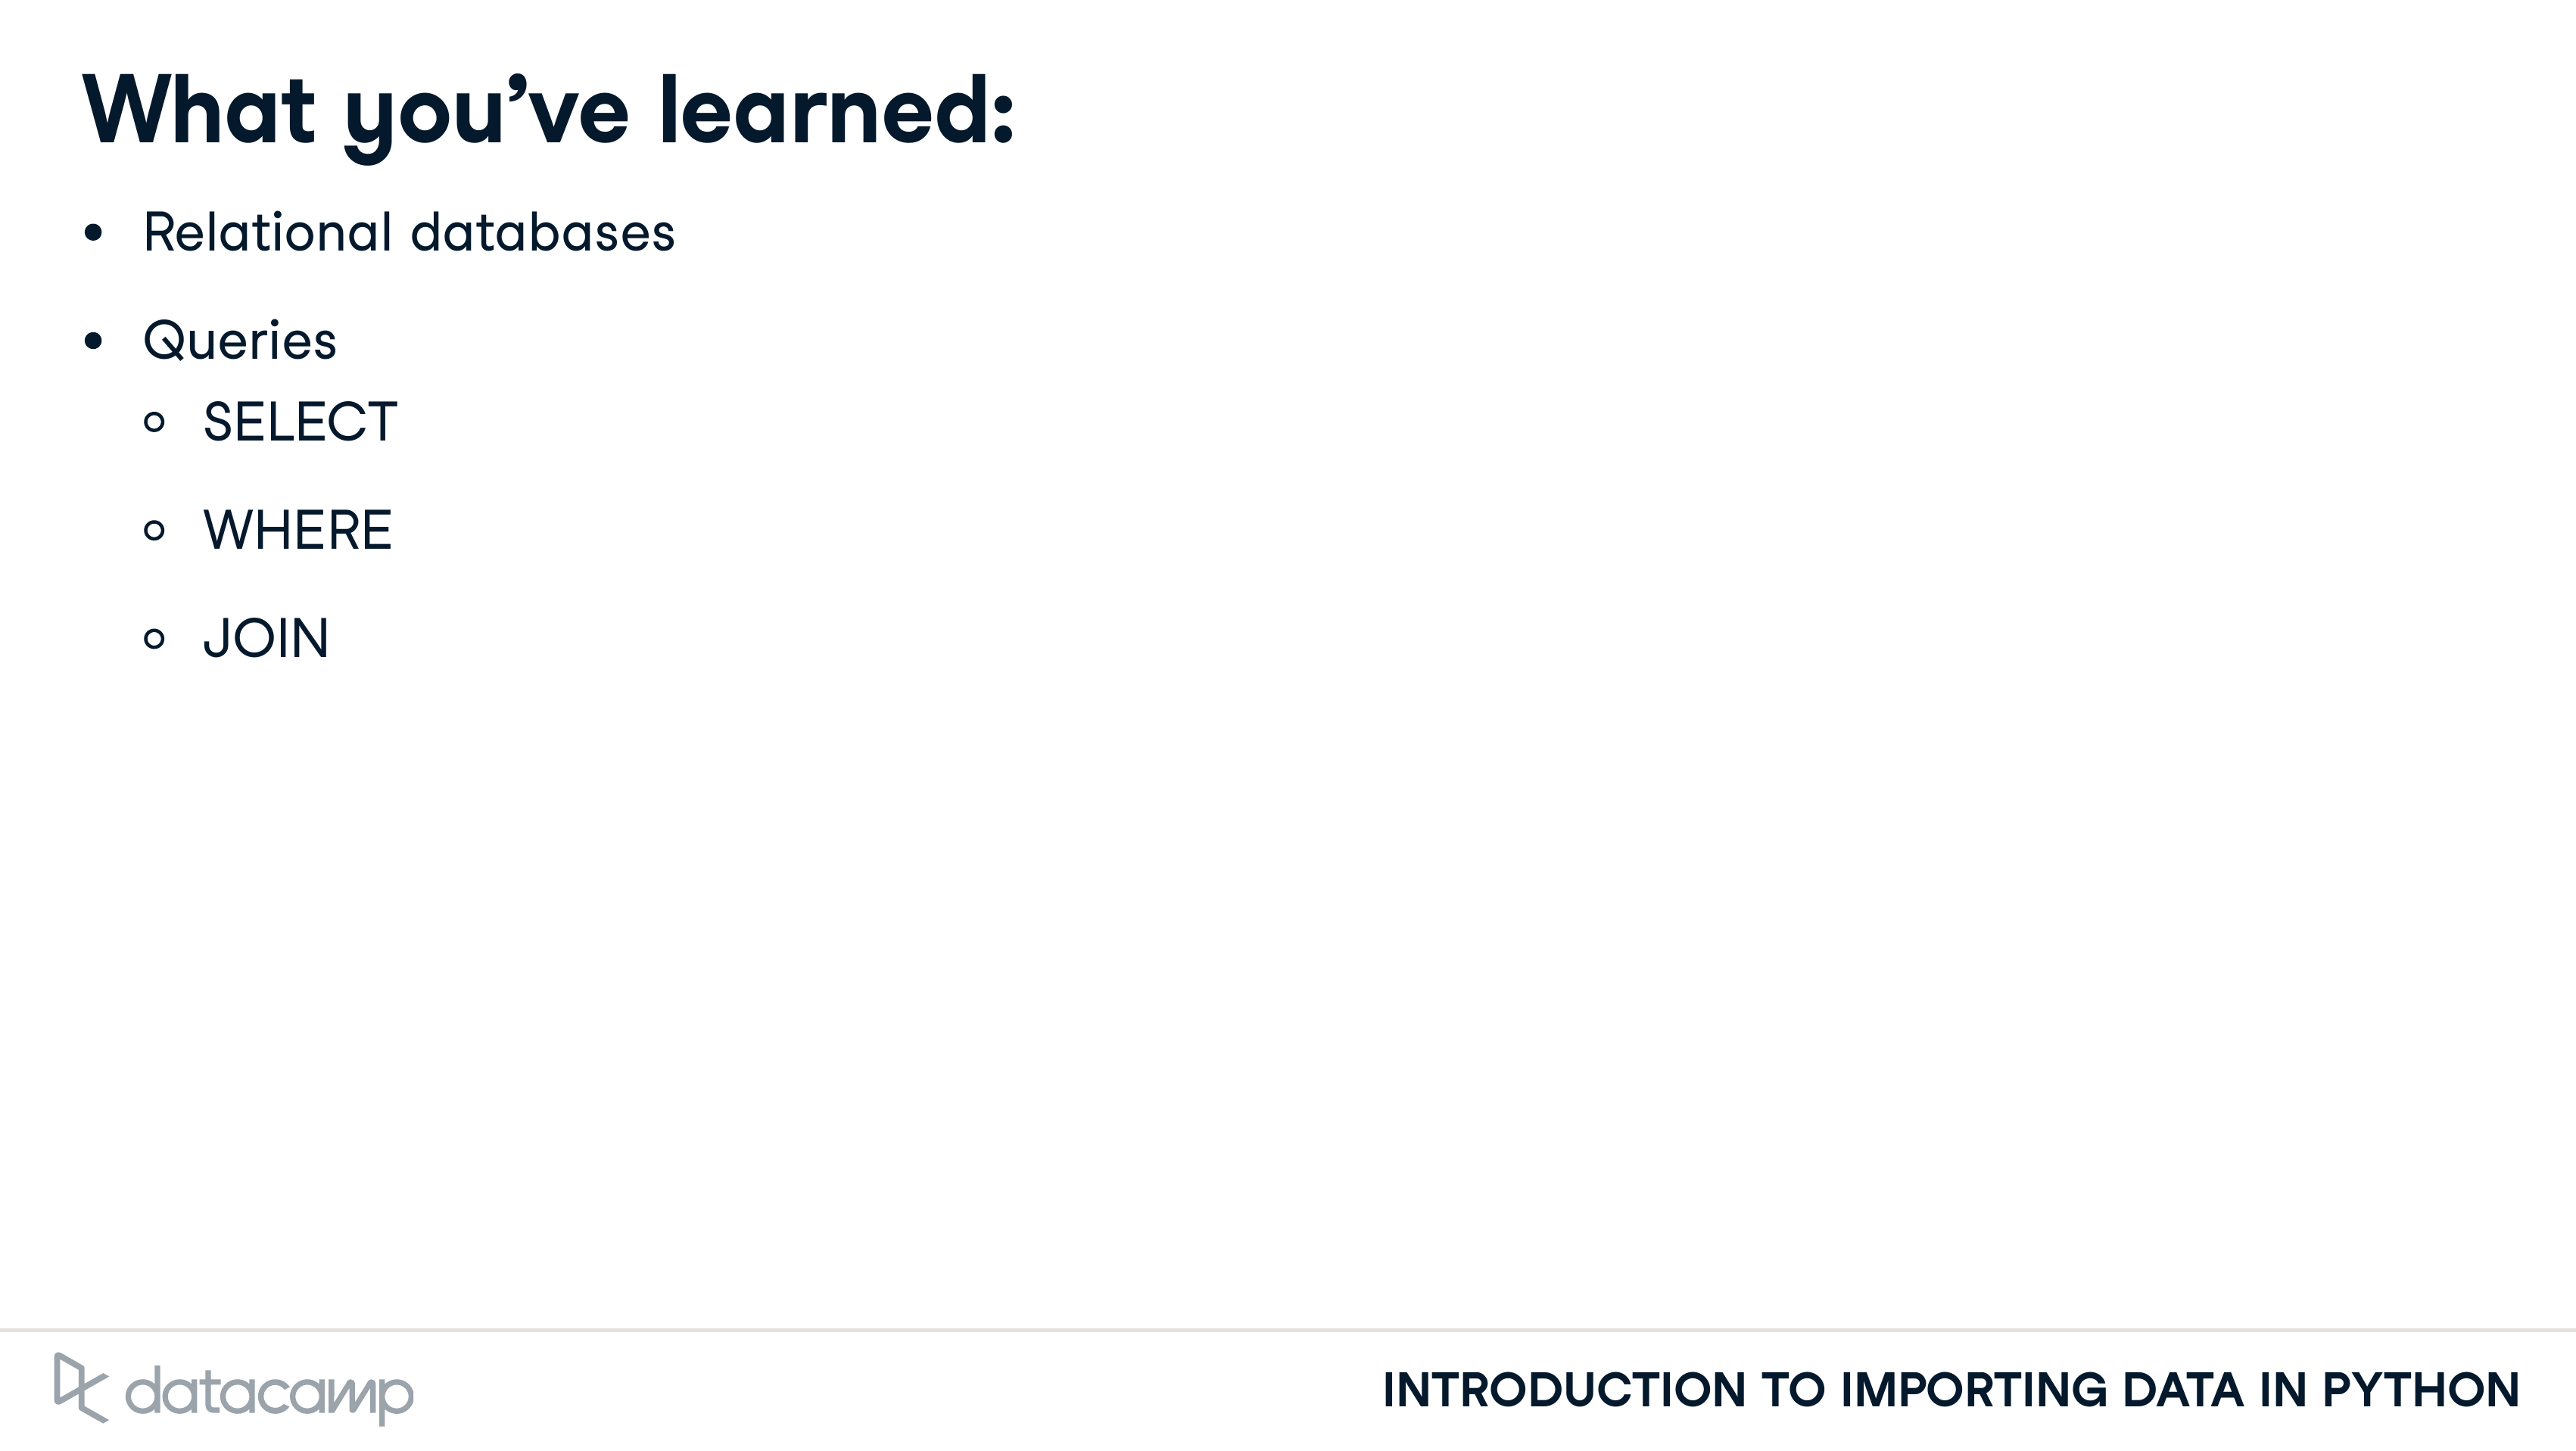 What you’ve learned:
Relational databases
Queries
SELECT
WHERE
JOIN
datacamp
INTRODUCTION TO IMPORTING DATA IN PYTHON